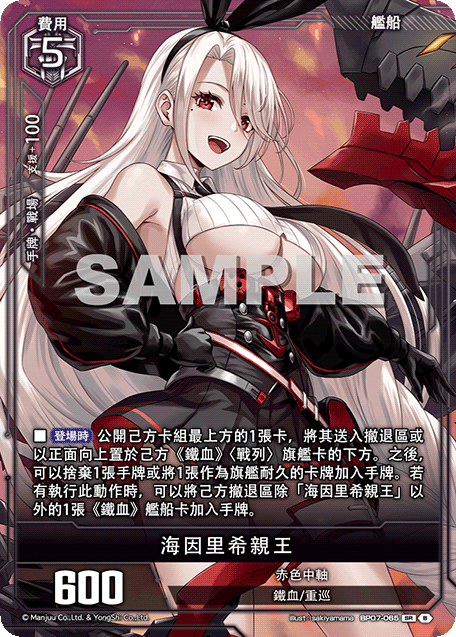 費用
5
艦船
手牌・戰場 支援+100
SAMPLE
■ 登場時 公開己方卡組最上方的1張卡，將其送入撤退區或
以正面向上置於己方《鐵血》〈戰列〉旗艦卡的下方。之後，
可以捨棄1張手牌或將1張作為旗艦耐久的卡牌加入手牌。若
有執行此動作時，可以將己方撤退區除「海因里希親王」以
外的1張《鐵血》艦船卡加入手牌。
海因里希親王
600
赤色中軸
鐵血/重巡
© Manjuu Co.,Ltd. & YongShi Co.,Ltd.
illust sakiyamama BP07-065 SR